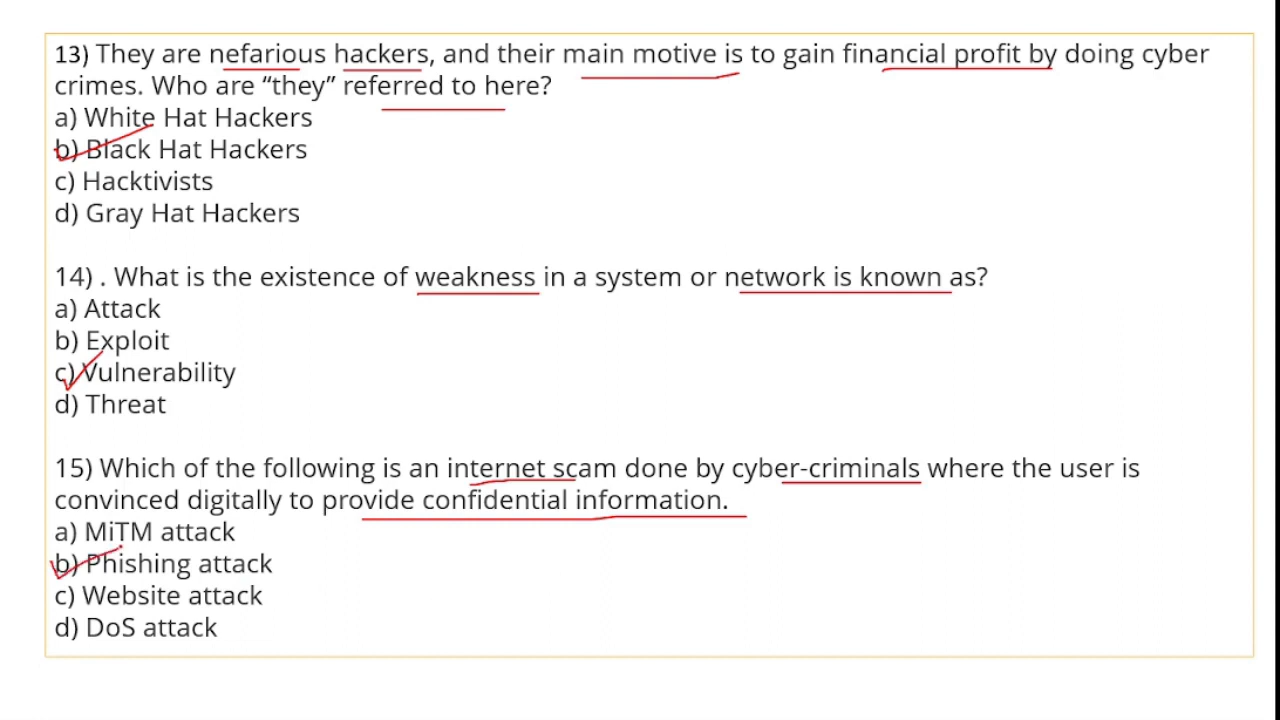 13) They are nefarious hackers, and their main motive is to gain financial profit by doing cyber
crimes. Who are “they” referred to here?
a) White Hat Hackers
b) Black Hat Hackers
c) Hacktivists
d) Gray Hat Hackers
14) . What is the existence of weakness in a system or network is known as?
a) Attack
b) Exploit
c) Vulnerability
d) Threat
15) Which of the following is an internet scam done by cyber-criminals where the user is
convinced digitally to provide confidential information.
a) MiTM attack
b) Phishing attack
c) Website attack
d) DoS attack